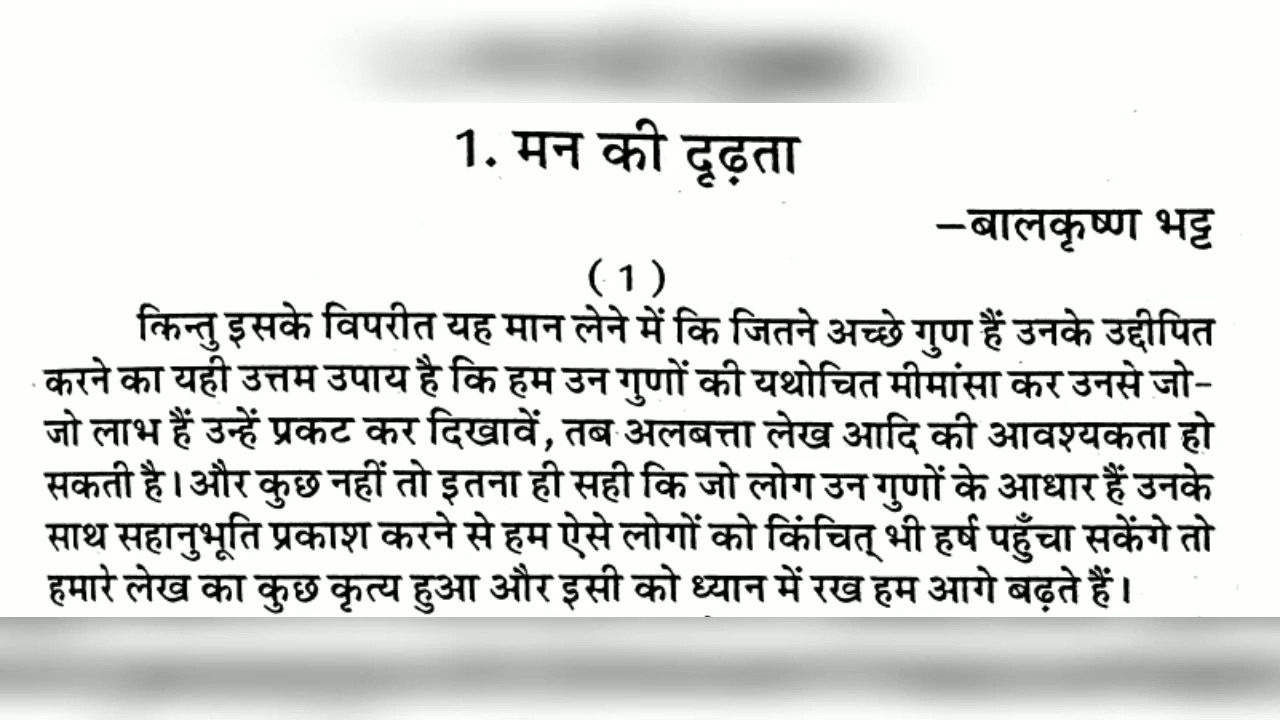 1. मन की दृढ़ता
–बालकृष्ण भट्ट
( 1 )
किन्तु इसके विपरीत यह मान लेने में कि जितने अच्छे गुण हैं उनके उद्दीपित
करने का यही उत्तम उपाय है कि हम उन गुणों की यथोचित मीमांसा कर उनसे जो-
जो लाभ हैं उन्हें प्रकट कर दिखावें, तब अलबत्ता लेख आदि की आवश्यकता हो
सकती है। और कुछ नहीं तो इतना ही सही कि जो लोग उन गुणों के आधार हैं उनके
साथ सहानुभूति प्रकाश करने से हम ऐसे लोगों को किंचित् भी हर्ष पहुँचा सकेंगे तो
हमारे लेख का कुछ कृत्य हुआ और इसी को ध्यान में रख हम आगे बढ़ते हैं।